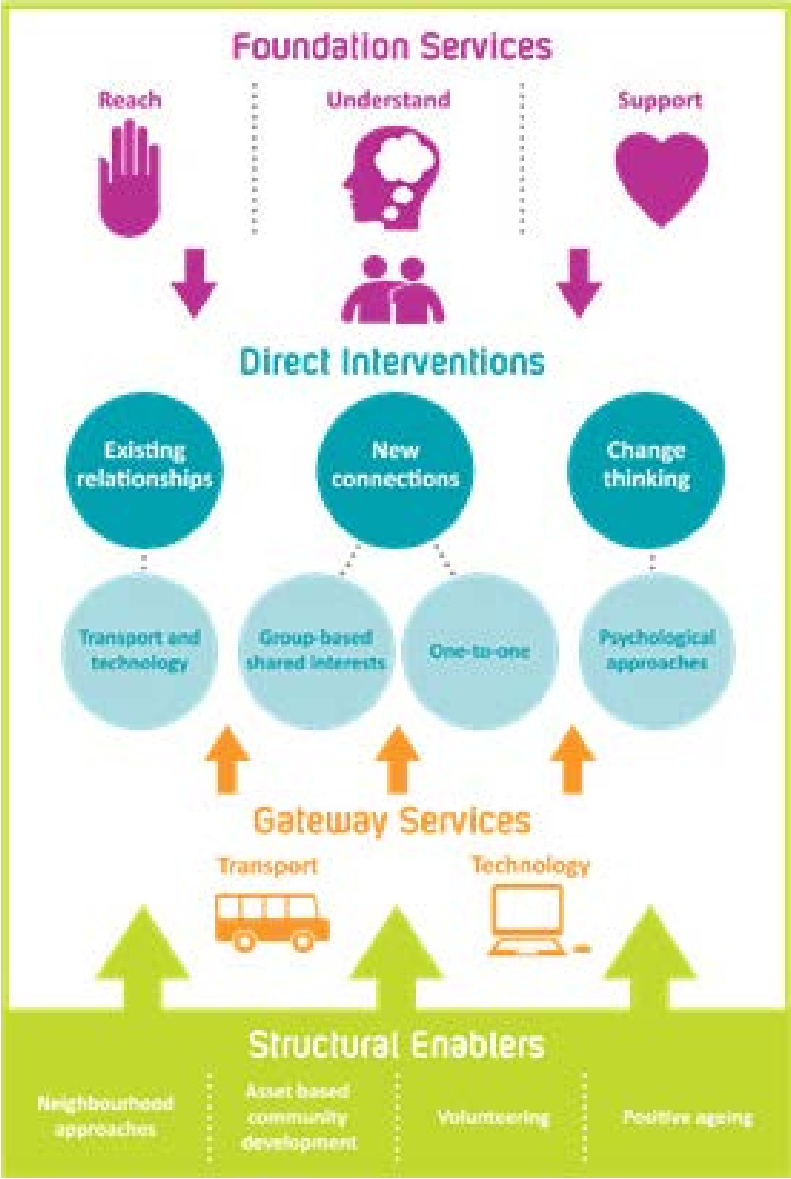 Foundation Services
Reach
Understand
Support
Direct Interventions
Existing
relationships
New
connections
Change
thinking
Transport and
technology
Group-based
shared interests
One-to-one
Psychological
approaches
Gateway Services
Transport
Technology
Structural Enablers
Neighbourhood
approaches
Asset based
community
development
Volunteering
Positive ageing